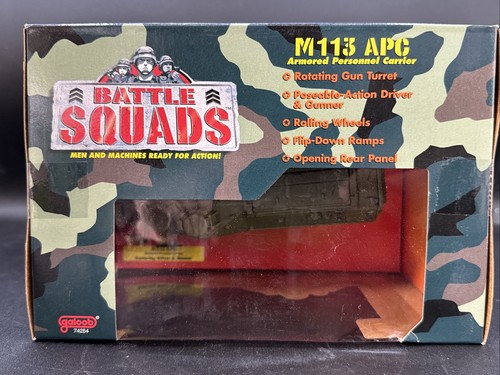 M113 APC
Armored Personnel Carrier
Rotating Gun Turret
Poseable-Action Driver
& Gunner
Rolling Wheels
Flip-Down Ramps
Opening Rear Panel
BATTLE
SQUADS™
MEN AND MACHINES READY FOR ACTION!
galoob
74254